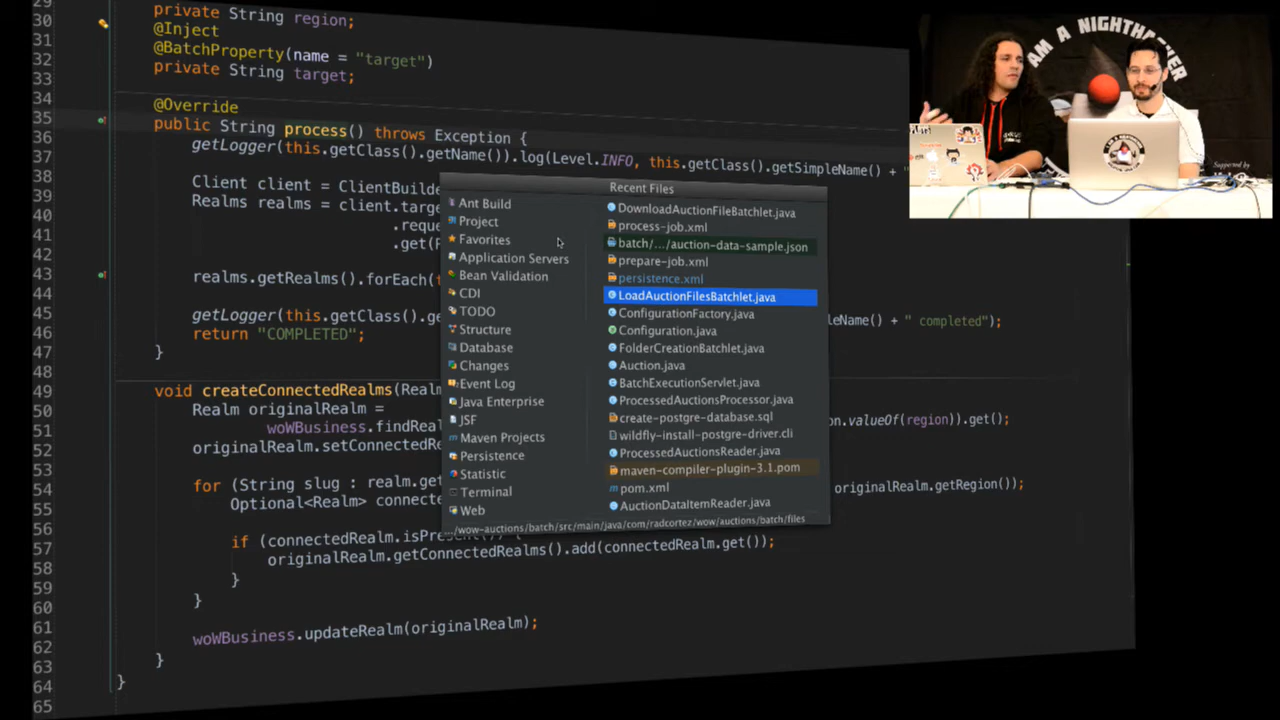 29
private String region;
30
@Inject
31
@BatchProperty(name = "target")
32
private String target;
33
34
@Override
35
public String process() throws Exception {
36
getLogger(this.getClass().getName()).log(Level.INFO, this.getClass().getSimpleName() + "
37
38
Client client = ClientBuilde
39
Realms realms = client.targe
40
.reque
41
.get(
42
43
realms.getRealms().forEach(
44
45
getLogger(this.getClass().ge
leName() + " completed");
46
return "COMPLETED";
47
}
48
49
void createConnectedRealms(Realm
50
Realm originalRealm =
51
woWBusiness.findReal
on.valueOf(region)).get();
52
originalRealm.setConnectedRe
53
54
for (String slug : realm.get
originalRealm.getRegion());
55
Optional<Realm> connecte
56
57
if (connectedRealm.isPresent()) {
58
originalRealm.getConnectedRealms().add(connectedRealm.get());
59
}
60
}
61
62
woWBusiness.updateRealm(originalRealm);
63
}
64
}
65
Recent Files
Ant Build
Project
Favorites
Application Servers
Bean Validation
CDI
TODO
Structure
Database
Changes
Event Log
Java Enterprise
JSF
Maven Projects
Persistence
Statistic
Terminal
Web
DownloadAuctionFileBatchlet.java
process-job.xml
batch/.../auction-data-sample.json
prepare-job.xml
persistence.xml
LoadAuctionFilesBatchlet.java
ConfigurationFactory.java
Configuration.java
FolderCreationBatchlet.java
Auction.java
BatchExecutionServlet.java
ProcessedAuctionsProcessor.java
create-postgre-database.sql
wildfly-install-postgre-driver.cli
ProcessedAuctionsReader.java
maven-compiler-plugin-3.1.pom
pom.xml
AuctionDataItemReader.java
.../wow-auctions/batch/src/main/java/com/radcortez/wow/auctions/batch/files
AM A NIGHTHACKER
Supported by